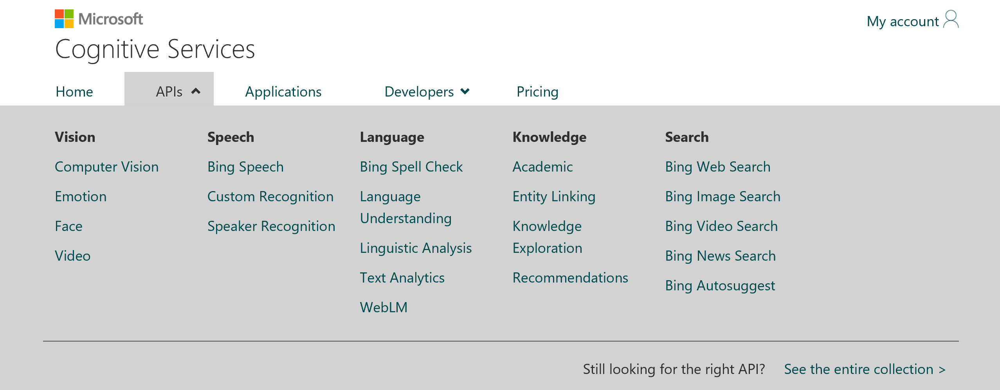 Microsoft
My account
Cognitive Services
Home
APIs
Applications
Developers
Pricing
Vision
Computer Vision
Emotion
Face
Video
Speech
Bing Speech
Custom Recognition
Speaker Recognition
Language
Bing Spell Check
Language
Understanding
Linguistic Analysis
Text Analytics
WebLM
Knowledge
Academic
Entity Linking
Knowledge
Exploration
Recommendations
Search
Bing Web Search
Bing Image Search
Bing Video Search
Bing News Search
Bing Autosuggest
Still looking for the right API? See the entire collection >